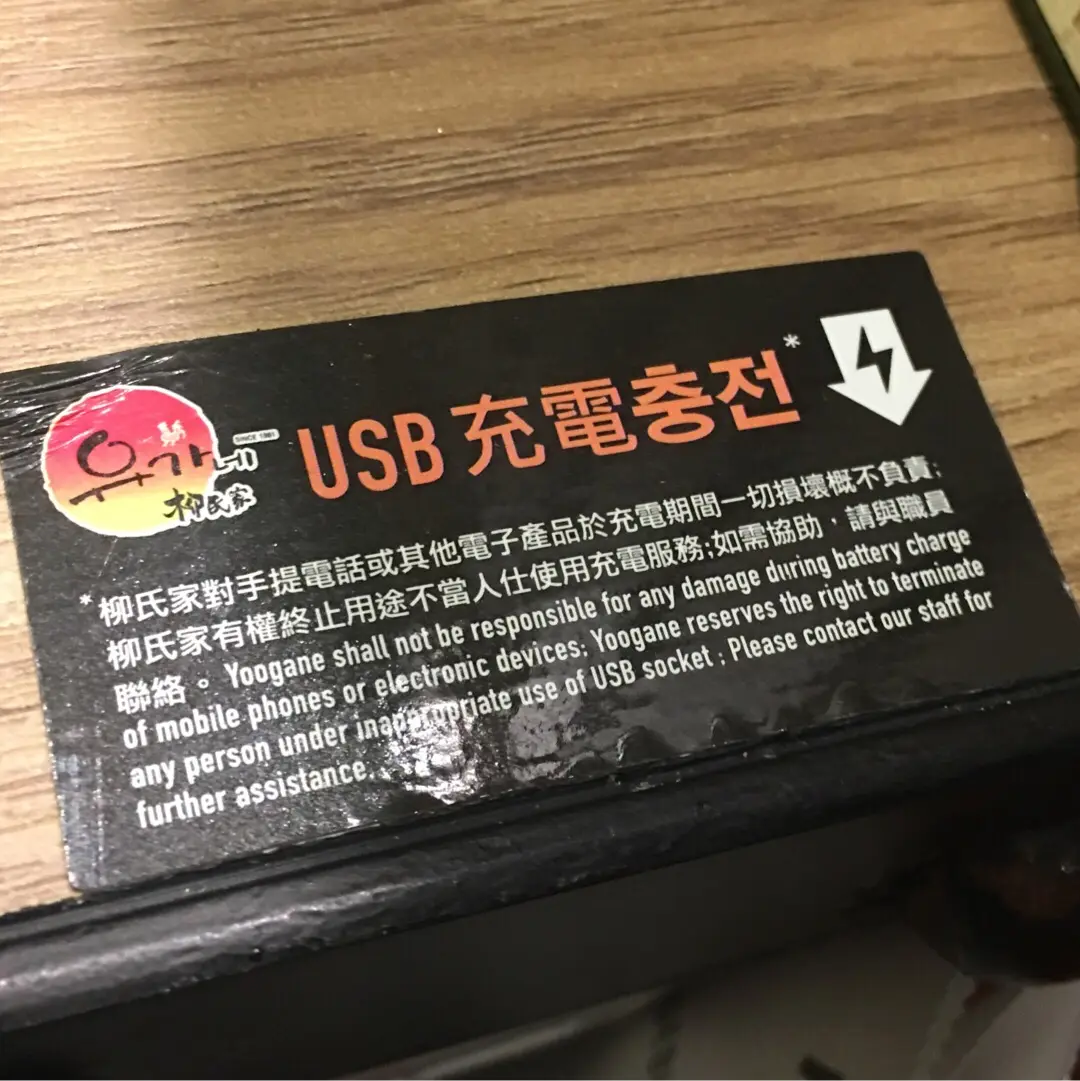 유가네
SINCE 1981
柳氏家
USB 充電충전*
*柳氏家對手提電話或其他電子產品於充電期間一切損壞概不負責;
柳氏家有權終止用途不當人仕使用充電服務;如需協助，請與職員
聯絡。Yoogane shall not be responsible for any damage during battery charge
of mobile phones or electronic devices; Yoogane reserves the right to terminate
any person under inappropriate use of USB socket ; Please contact our staff for
further assistance.